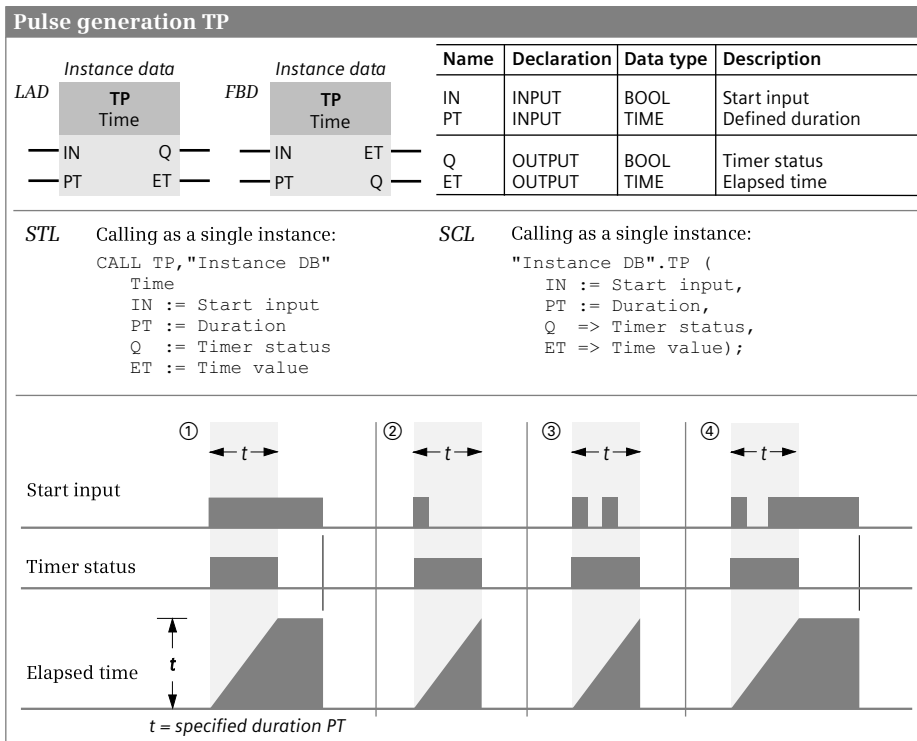 Pulse generation TP
Instance data
LAD
TP
Time
IN Q
PT ET
Instance data
FBD
TP
Time
IN ET
PT Q
Name Declaration Data type Description
IN INPUT BOOL Start input
PT INPUT TIME Defined duration
Q OUTPUT BOOL Timer status
ET OUTPUT TIME Elapsed time
STL Calling as a single instance:
CALL TP,"Instance DB"
Time
IN := Start input
PT := Duration
Q := Timer status
ET := Time value
SCL Calling as a single instance:
"Instance DB".TP (
IN := Start input,
PT := Duration,
Q => Timer status,
ET => Time value);
① ② ③ ④
t t t t
Start input
Timer status
Elapsed time
t
t = specified duration PT